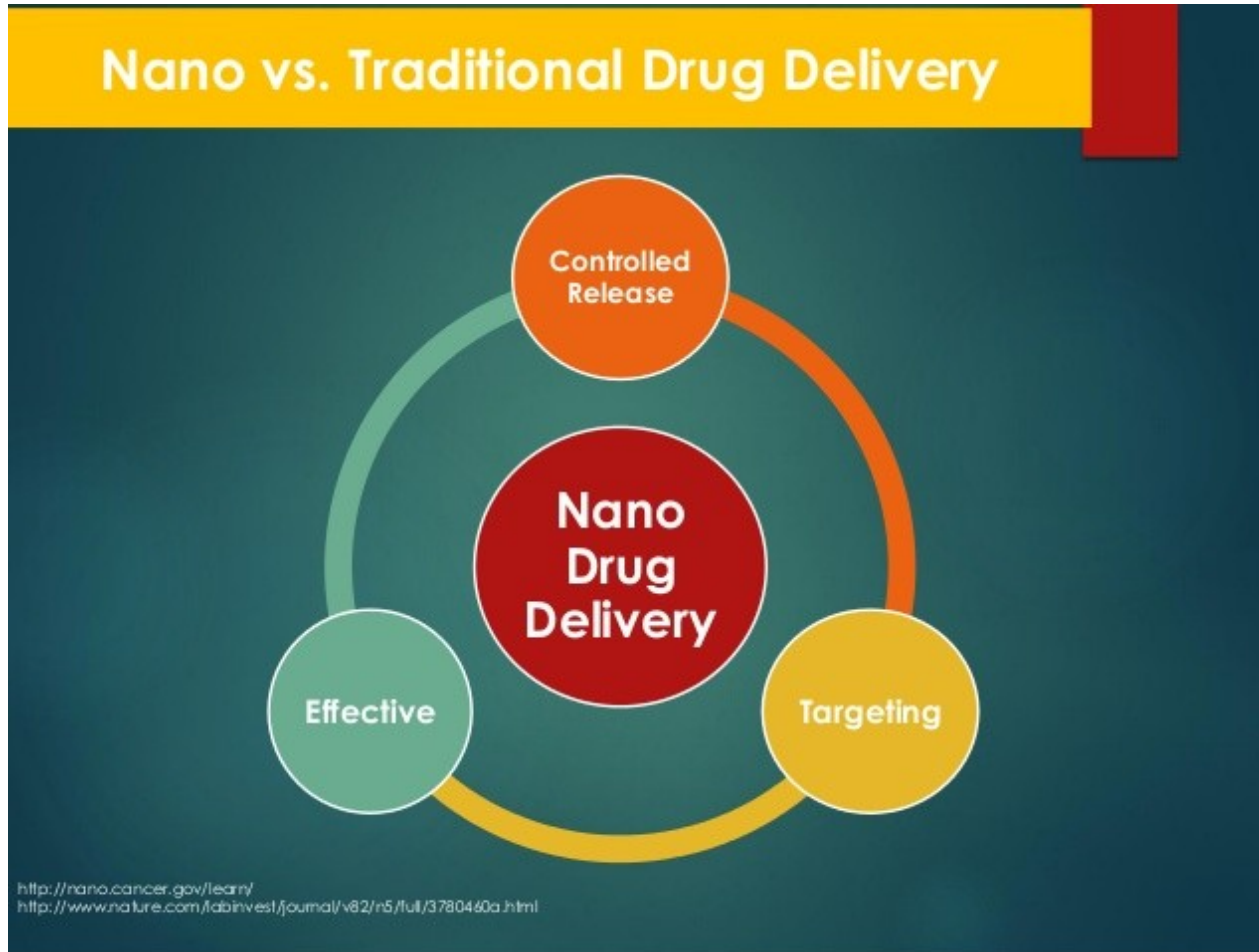 Nano vs. Traditional Drug Delivery
Controlled
Release
Nano
Drug
Delivery
Effective
Targeting
http://nano.cancer.gov/learn/
http://www.nature.com/labinvest/journal/v82/n5/full/3780460a.html